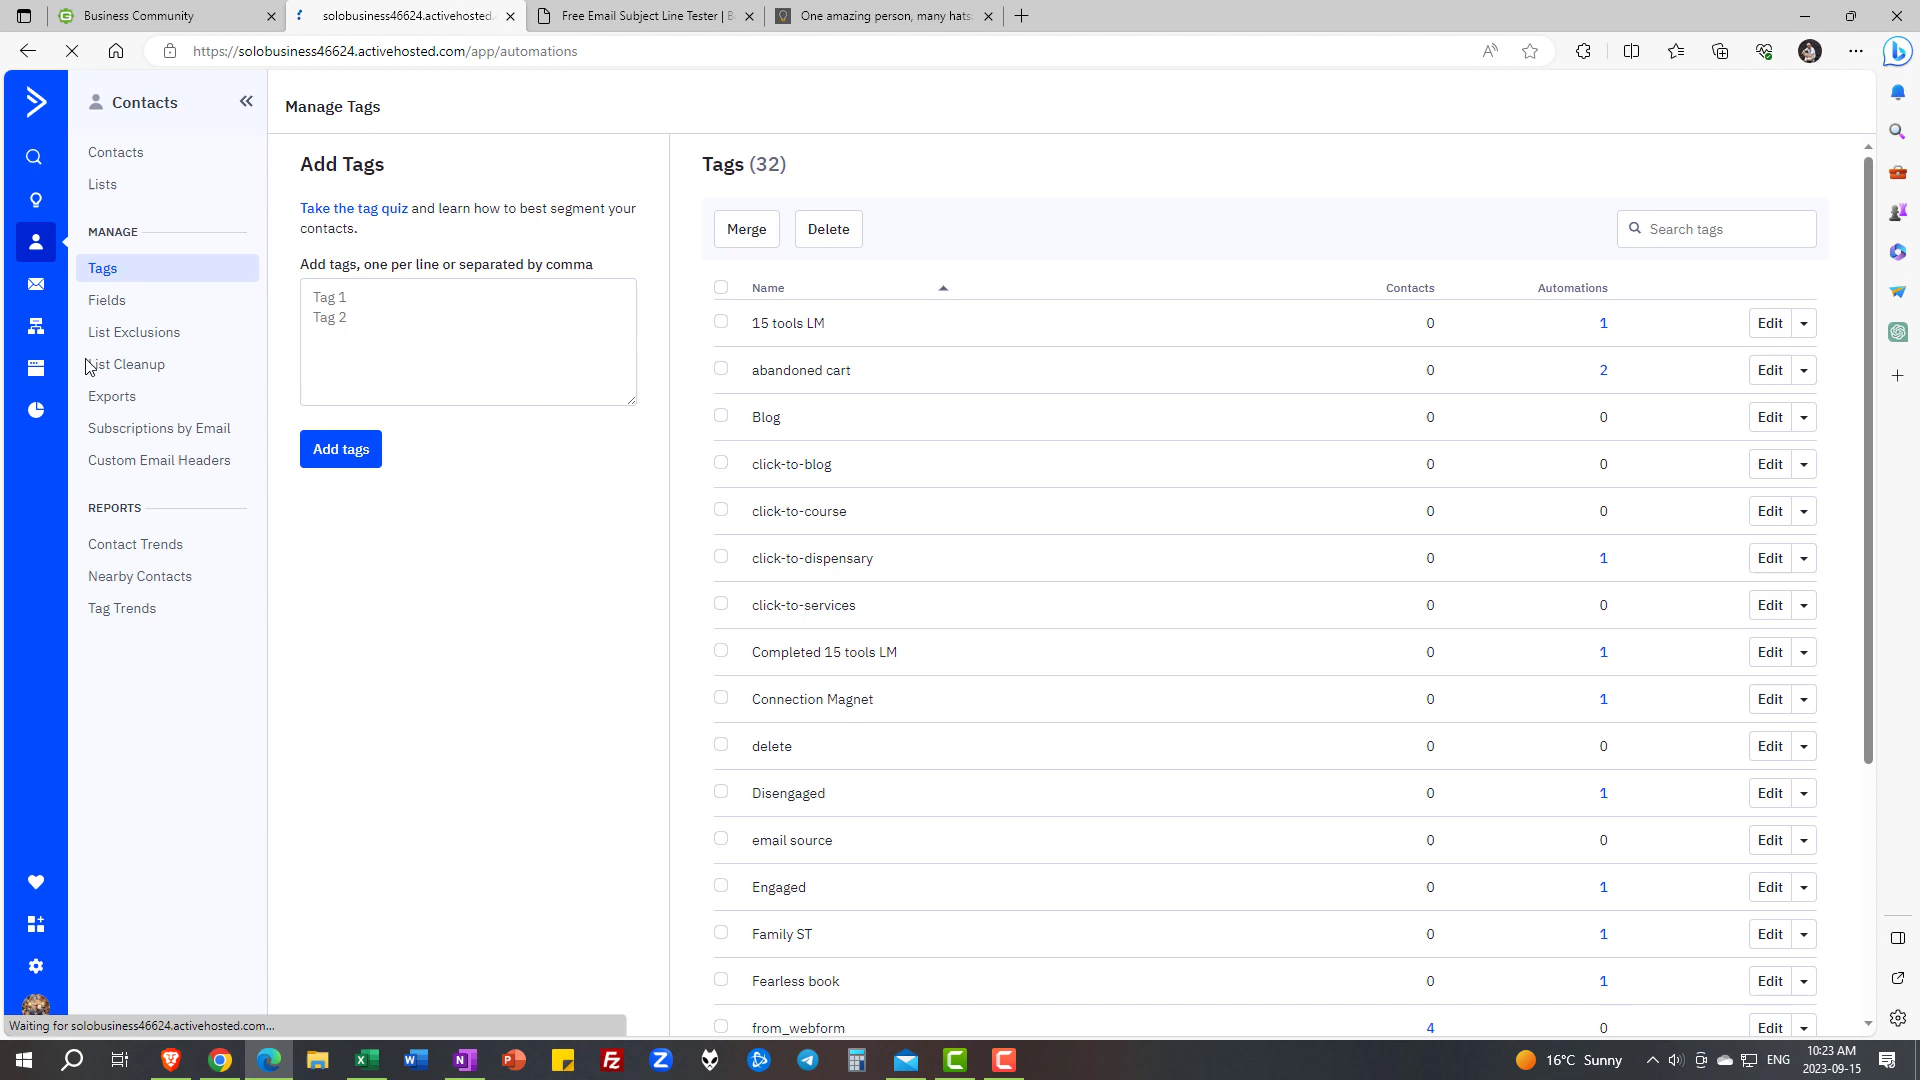 Business Community
solobusiness46624.activehosted.
Free Email Subject Line Tester | B
One amazing person, many hats
https://solobusiness46624.activehosted.com/app/automations
Contacts
Contacts
Lists
MANAGE
Tags
Fields
List Exclusions
List Cleanup
Exports
Subscriptions by Email
Custom Email Headers
REPORTS
Contact Trends
Nearby Contacts
Tag Trends
Manage Tags
Add Tags
Take the tag quiz and learn how to best segment your
contacts.
Add tags, one per line or separated by comma
Tag 1
Tag 2
Add tags
Tags (32)
Merge Delete Search tags
Name Contacts Automations
15 tools LM 0 1 Edit
abandoned cart 0 2 Edit
Blog 0 0 Edit
click-to-blog 0 0 Edit
click-to-course 0 0 Edit
click-to-dispensary 0 1 Edit
click-to-services 0 0 Edit
Completed 15 tools LM 0 1 Edit
Connection Magnet 0 1 Edit
delete 0 0 Edit
Disengaged 0 1 Edit
email source 0 0 Edit
Engaged 0 1 Edit
Family ST 0 1 Edit
Fearless book 0 1 Edit
from_webform 4 0 Edit
Waiting for solobusiness46624.activehosted.com...
16°C Sunny
ENG
10:23 AM
2023-09-15